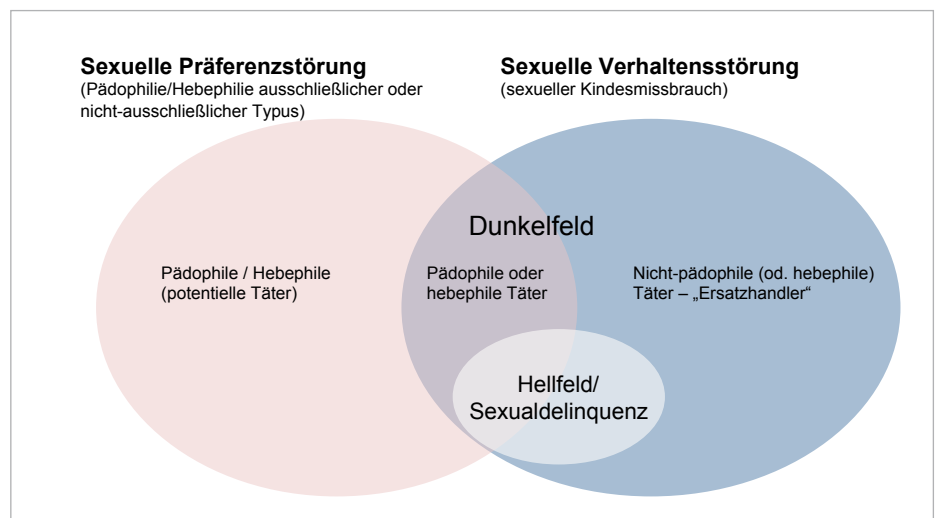 Sexuelle Präferenzstörung
(Pädophilie/Hebephilie ausschließlicher oder
nicht-ausschließlicher Typus)
Sexuelle Verhaltensstörung
(sexueller Kindesmissbrauch)
Dunkelfeld
Pädophile / Hebephile
(potentielle Täter)
Pädophile oder
hebephile Täter
Nicht-pädophile (od. hebephile)
Täter – „Ersatzhandler“
Hellfeld/
Sexualdelinquenz